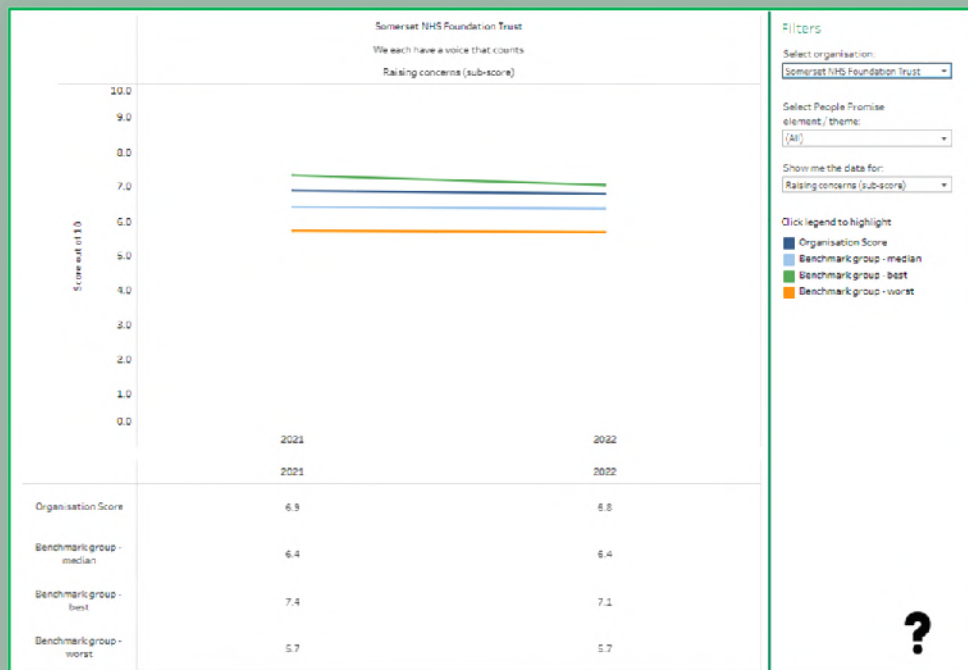 Somerset NHS Foundation Trust
We each have a voice that counts
Raising concerns (sub-score)
10.0
9.0
8.0
7.0
6.0
5.0
4.0
3.0
2.0
1.0
0.0
Score out of 10
2021 2022
2021 2022
Organisation Score 6.9 6.8
Benchmark group -
median 6.4 6.4
Benchmark group -
best 7.4 7.1
Benchmark group -
worst 5.7 5.7
Filters
Select organisation:
Somerset NHS Foundation Trust
Select People Promise
element / theme:
(All)
Show me the data for:
Raising concerns (sub-score)
Click legend to highlight
Organisation Score
Benchmark group - median
Benchmark group - best
Benchmark group - worst
?